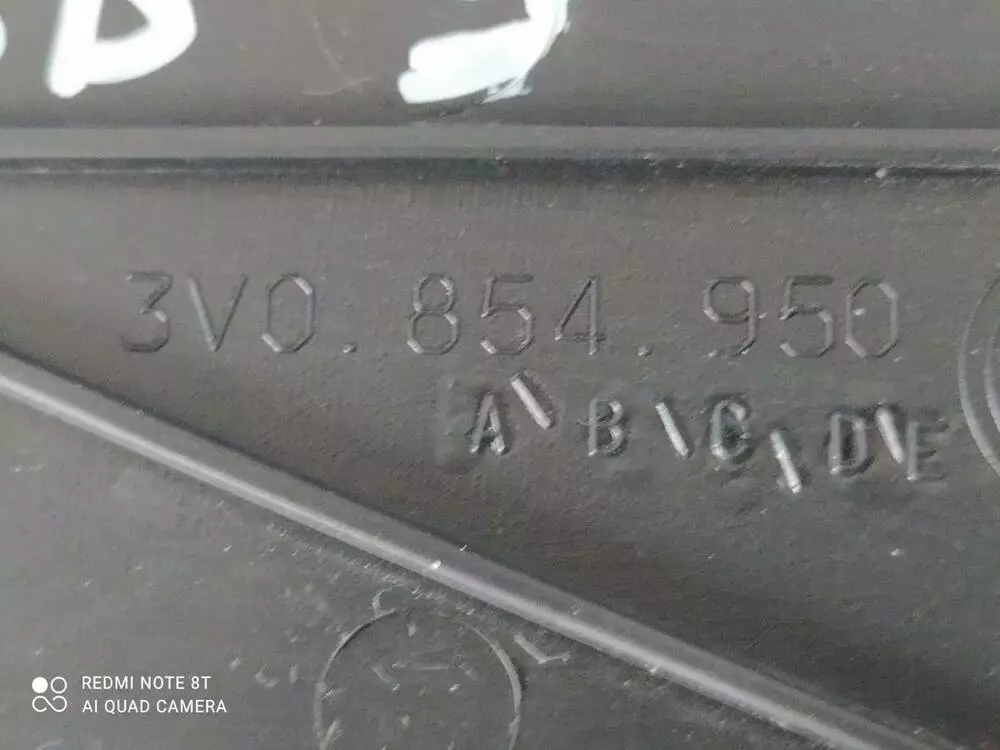 3V0.854.950
A\B\C\D\E
REDMI NOTE 8T
AI QUAD CAMERA